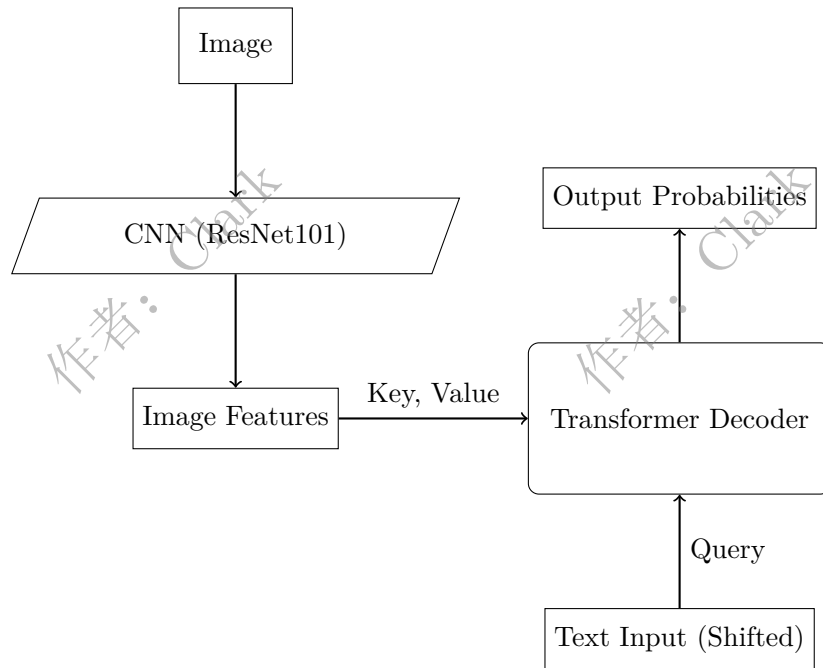 Image
CNN (ResNet101)
Image Features
Key, Value
Output Probabilities
Transformer Decoder
Query
Text Input (Shifted)
作者：Clark
作者：Clark